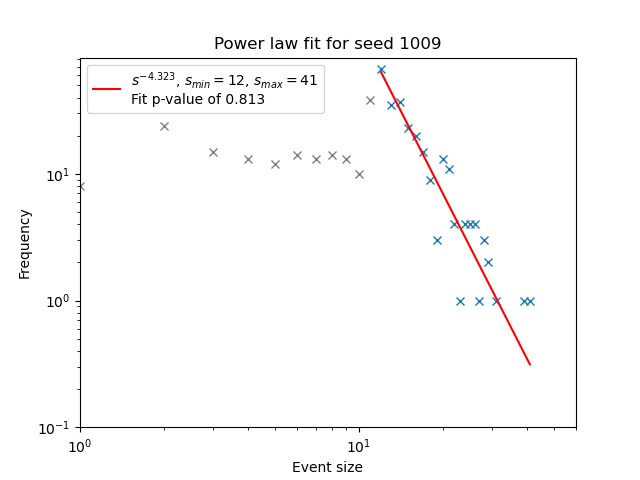 Power law fit for seed 1009
s^{-4.323}, s_{min} = 12, s_{max} = 41
Fit p-value of 0.813
Frequency
10^1
10^0
10^{-1}
10^0
10^1
Event size